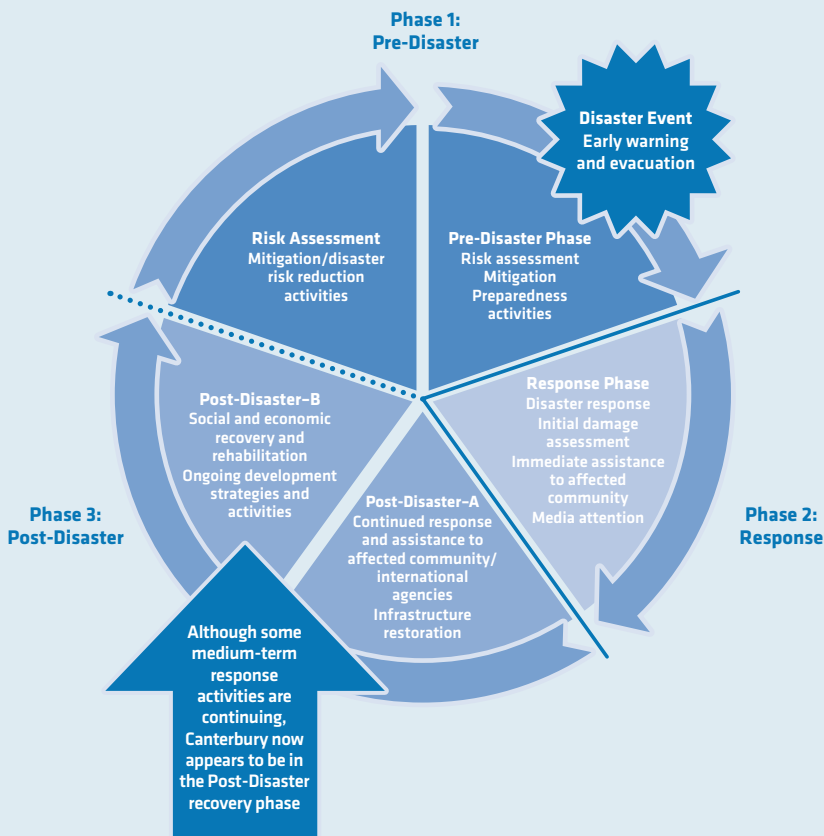 Phase 1:
Pre-Disaster
Disaster Event
Early warning
and evacuation
Risk Assessment
Mitigation/disaster
risk reduction
activities
Pre-Disaster Phase
Risk assessment
Mitigation
Preparedness
activities
Response Phase
Disaster response
Initial damage
assessment
Immediate assistance
to affected
community
Media attention
Phase 2:
Response
Post-Disaster–A
Continued response
and assistance to
affected community/
international
agencies
Infrastructure
restoration
Post-Disaster–B
Social and economic
recovery and
rehabilitation
Ongoing development
strategies and
activities
Phase 3:
Post-Disaster
Although some
medium-term
response
activities are
continuing,
Canterbury now
appears to be in
the Post-Disaster
recovery phase